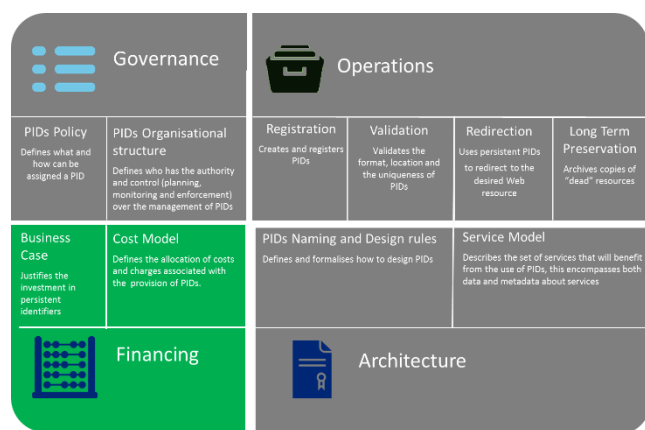 Governance
Operations
PIDs Policy
Defines what and
how can be
assigned a PID
PIDs Organisational
structure
Defines who has the authority
and control (planning,
monitoring and enforcement)
over the management of PIDs
Registration
Creates and registers
PIDs
Validation
Validates the
format, location and
the uniqueness of
PIDs
Redirection
Uses persistent PIDs
to redirect to the
desired Web
resource
Long Term
Preservation
Archives copies of
"dead" resources
Business
Case
Justifies the
investment in
persistent
identifiers
Cost Model
Defines the allocation of costs
and charges associated with
the provision of PIDs.
PIDs Naming and Design rules
Defines and formalises how to design PIDs
Service Model
Describes the set of services that will benefit
from the use of PIDs, this encompasses both
data and metadata about services
Financing
Architecture